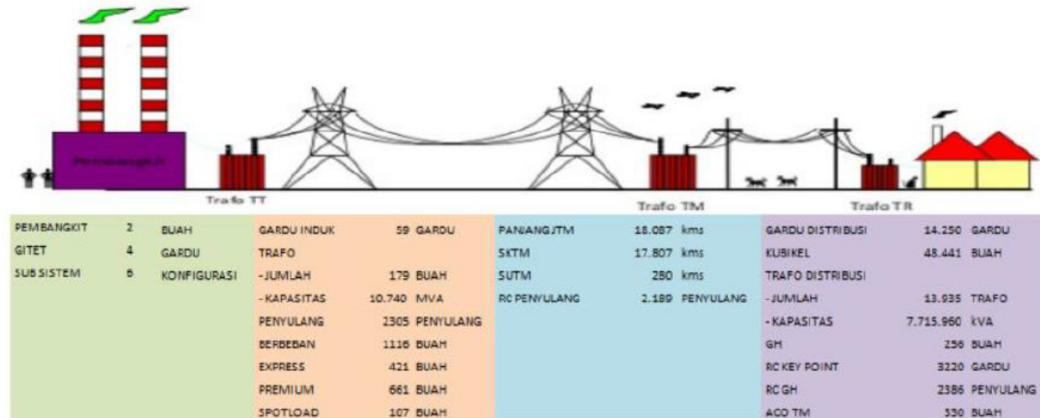 Pembangkit
Trafo TT
Trafo TM
Trafo TR
PEMBANGKIT 2 BUAH
GITET 4 GARDU
SUB SISTEM 6 KONFIGURASI
GARDU INDUK 59 GARDU
TRAFO
-JUMLAH 179 BUAH
- KAPASITAS 10.740 MVA
PENYULANG 2305 PENYULANG
BERBEBAN 1116 BUAH
EXPRESS 421 BUAH
PREMIUM 661 BUAH
SPOTLOAD 107 BUAH
PANJANG JTM 18.087 kms
SKTM 17.807 kms
SUTM 280 kms
RC PENYULANG 2.189 PENYULANG
GARDU DISTRIBUSI 14.250 GARDU
KUBIKEL 48.441 BUAH
TRAFO DISTRIBUSI
-JUMLAH 13.935 TRAFO
- KAPASITAS 7.715.960 kVA
GH 256 BUAH
RC KEY POINT 3220 GARDU
RC GH 2386 PENYULANG
ACO TM 330 BUAH